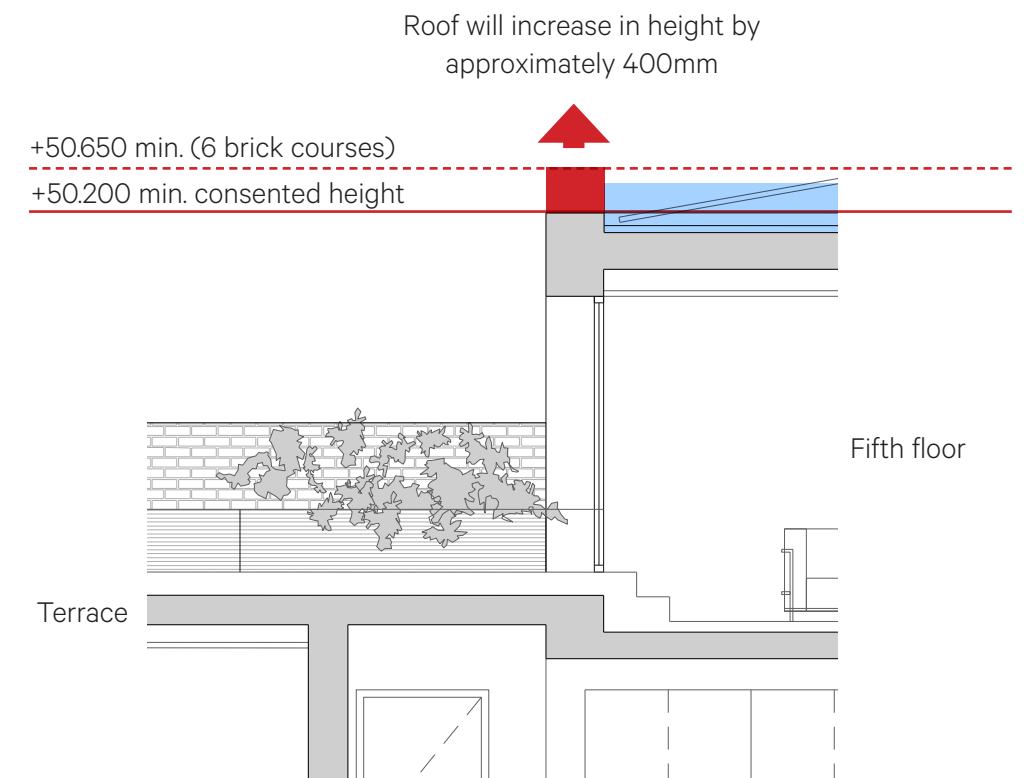 Roof will increase in height by
approximately 400mm
+50.650 min. (6 brick courses)
+50.200 min. consented height
Fifth floor
Terrace